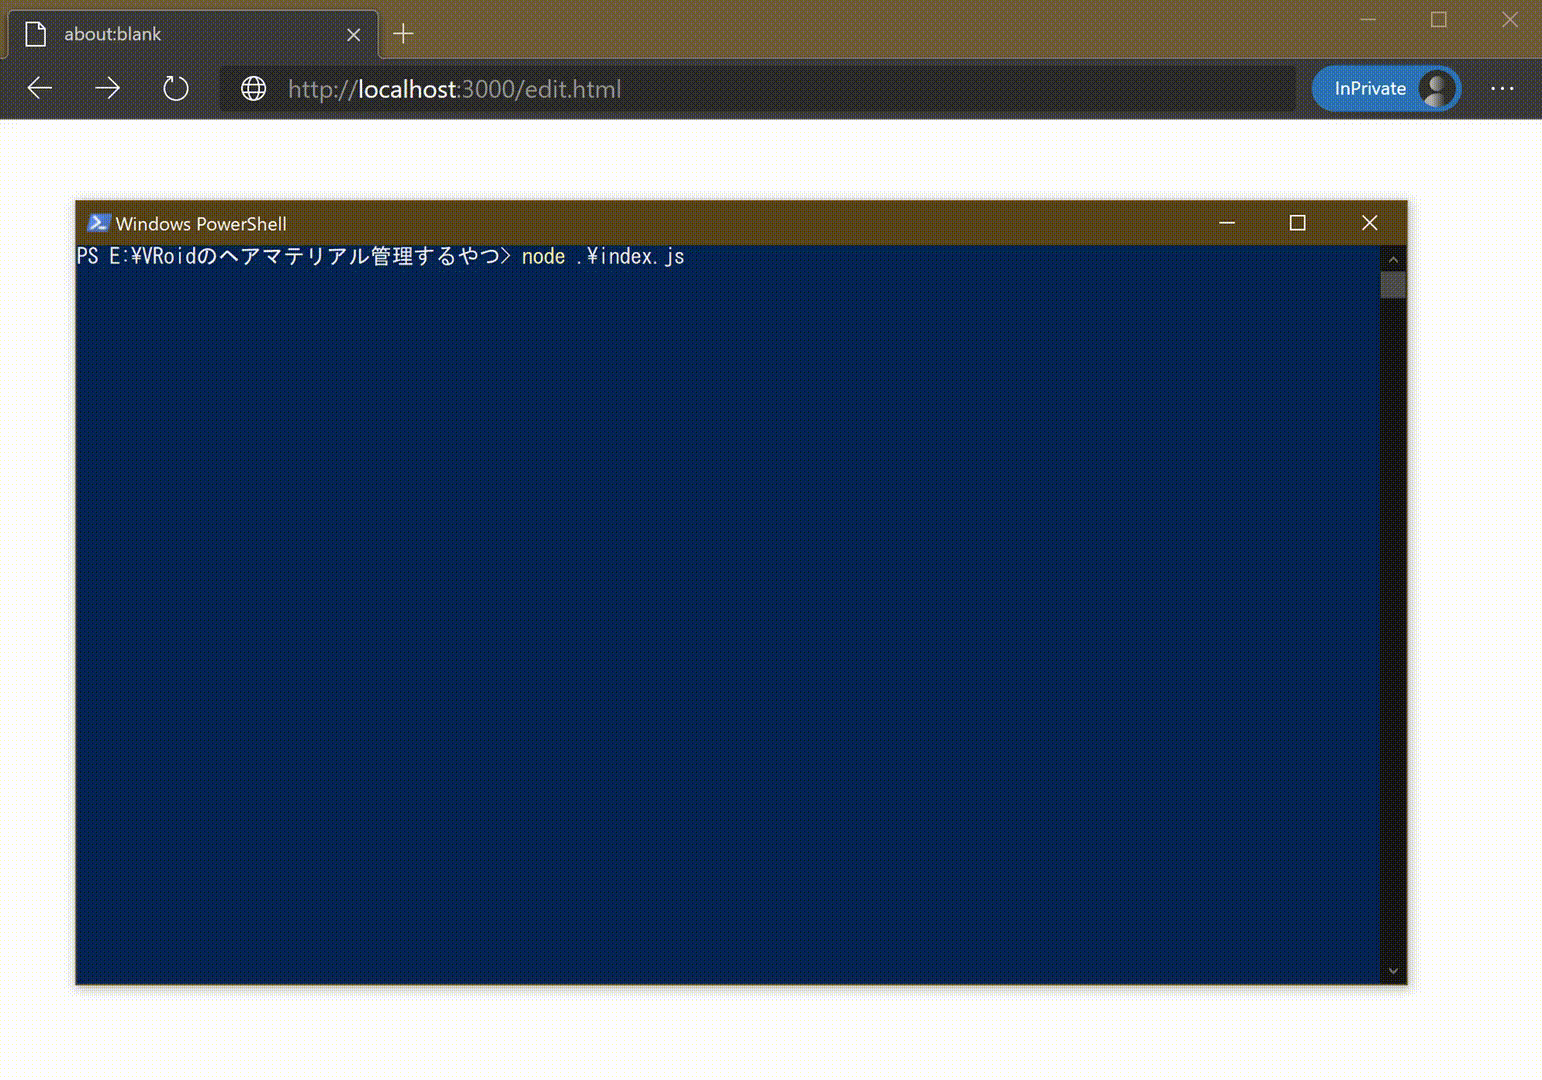 about:blank
http://localhost:3000/edit.html
InPrivate
Windows PowerShell
PS E:¥VRoidのヘアマテリアル管理するやつ> node .¥index.js